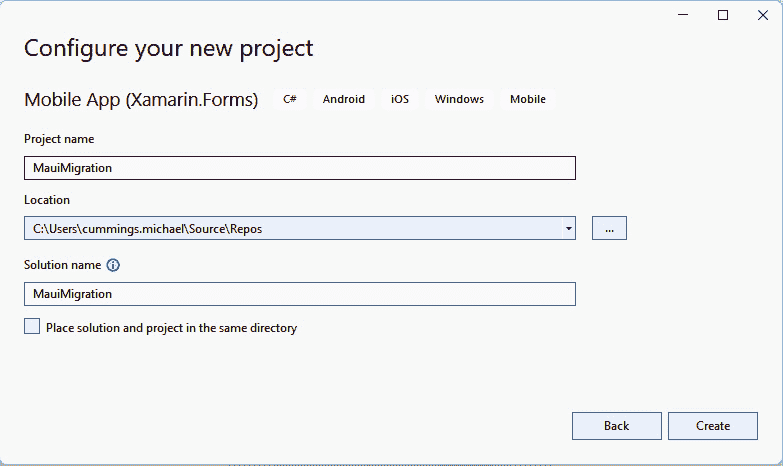 Configure your new project
Mobile App (Xamarin.Forms) C# Android iOS Windows Mobile
Project name
MauiMigration
Location
C:\Users\cummings.michael\Source\Repos
...
Solution name
MauiMigration
Place solution and project in the same directory
Back Create